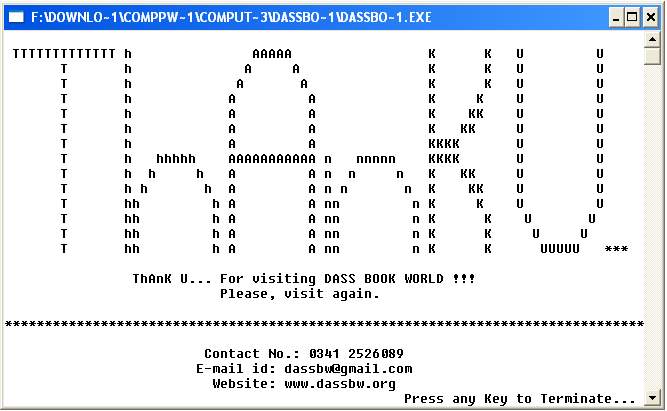 F:\DOWNLO~1\COMPPW~1\COMPUT~3\DASSBO~1\DASSBO~1.EXE
ThAnK U ***
ThAnK U... For visiting DASS BOOK WORLD !!!
Please, visit again.
********************************************************************************
Contact No.: 0341 2526089
E-mail id: dassbw@gmail.com
Website: www.dassbw.org
Press any Key to Terminate...